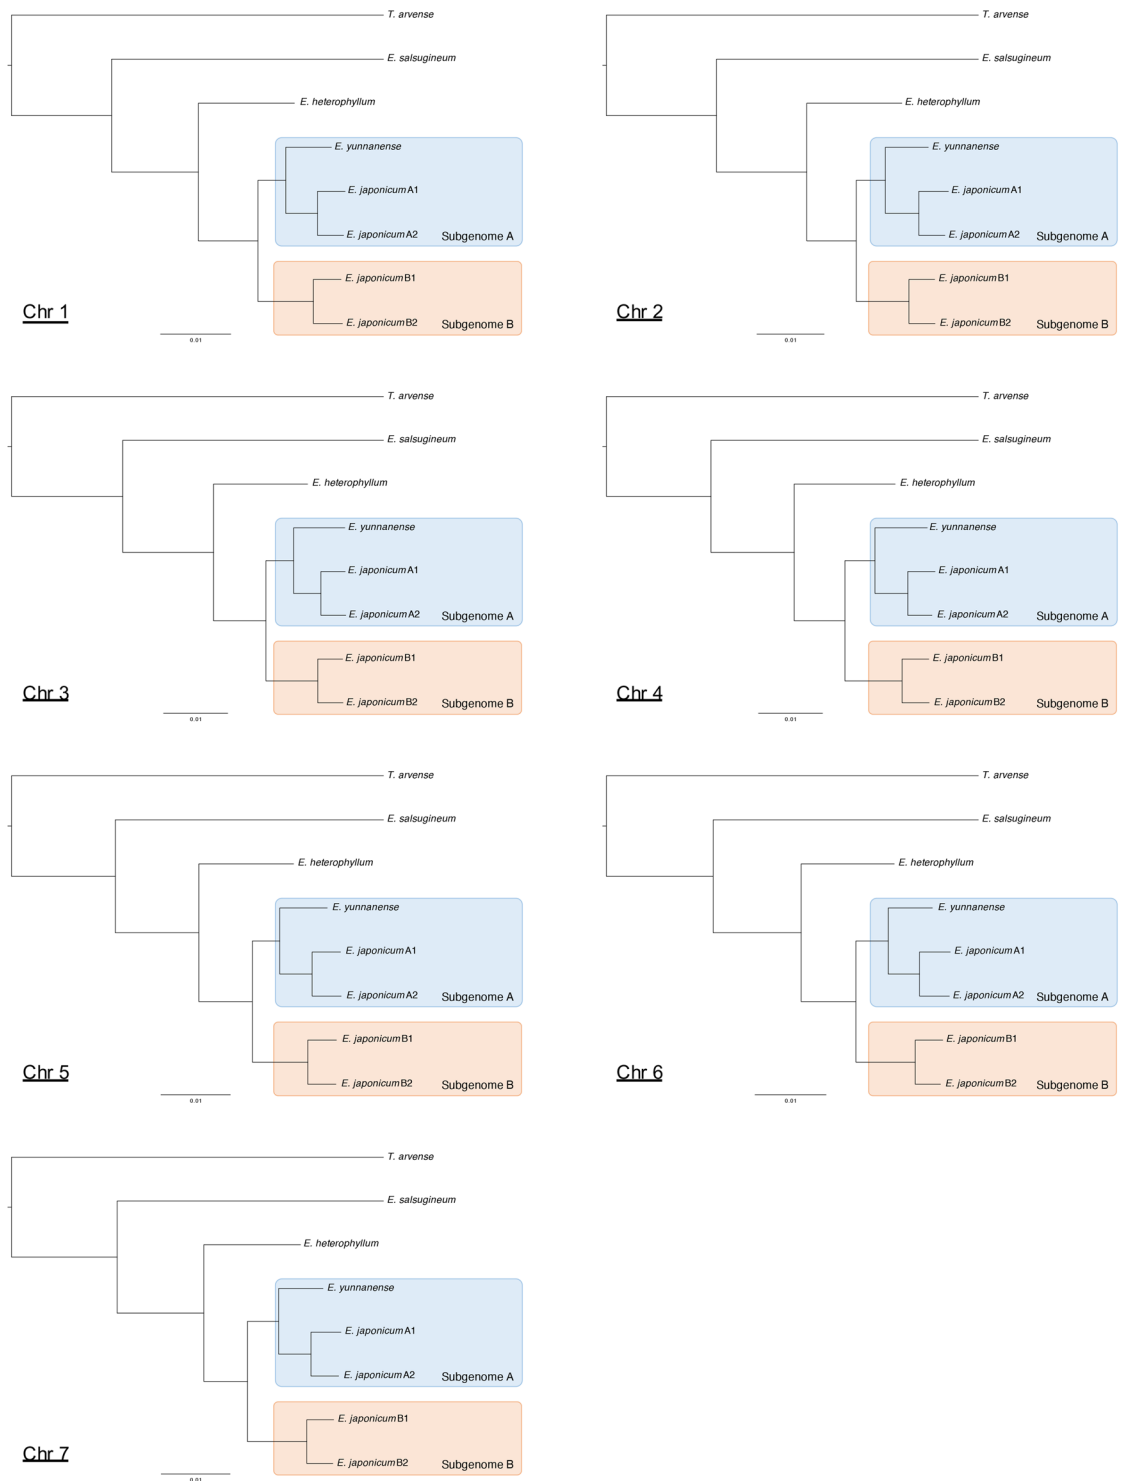 T. arvense
E. salsugineum
E. heterophyllum
E. yunnanense
E. japonicum A1
E. japonicum A2
Subgenome A
E. japonicum B1
Chr 1
E. japonicum B2
Subgenome B
0.01
T. arvense
E. salsugineum
E. heterophyllum
E. yunnanense
E. japonicum A1
E. japonicum A2
Subgenome A
E. japonicum B1
Chr 2
E. japonicum B2
Subgenome B
0.01
T. arvense
E. salsugineum
E. heterophyllum
E. yunnanense
E. japonicum A1
E. japonicum A2
Subgenome A
E. japonicum B1
Chr 3
E. japonicum B2
Subgenome B
0.01
T. arvense
E. salsugineum
E. heterophyllum
E. yunnanense
E. japonicum A1
E. japonicum A2
Subgenome A
E. japonicum B1
Chr 4
E. japonicum B2
Subgenome B
0.01
T. arvense
E. salsugineum
E. heterophyllum
E. yunnanense
E. japonicum A1
E. japonicum A2
Subgenome A
E. japonicum B1
Chr 5
E. japonicum B2
Subgenome B
0.01
T. arvense
E. salsugineum
E. heterophyllum
E. yunnanense
E. japonicum A1
E. japonicum A2
Subgenome A
E. japonicum B1
Chr 6
E. japonicum B2
Subgenome B
0.01
T. arvense
E. salsugineum
E. heterophyllum
E. yunnanense
E. japonicum A1
E. japonicum A2
Subgenome A
E. japonicum B1
Chr 7
E. japonicum B2
Subgenome B
0.01